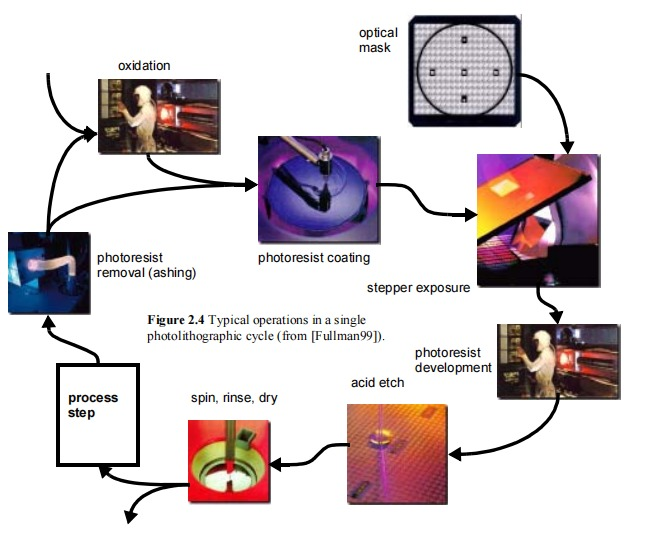 optical
mask
oxidation
photoresist coating
photoresist
removal (ashing)
stepper exposure
Figure 2.4 Typical operations in a single
photolithographic cycle (from [Fullman99]).
photoresist
development
acid etch
spin, rinse, dry
process
step